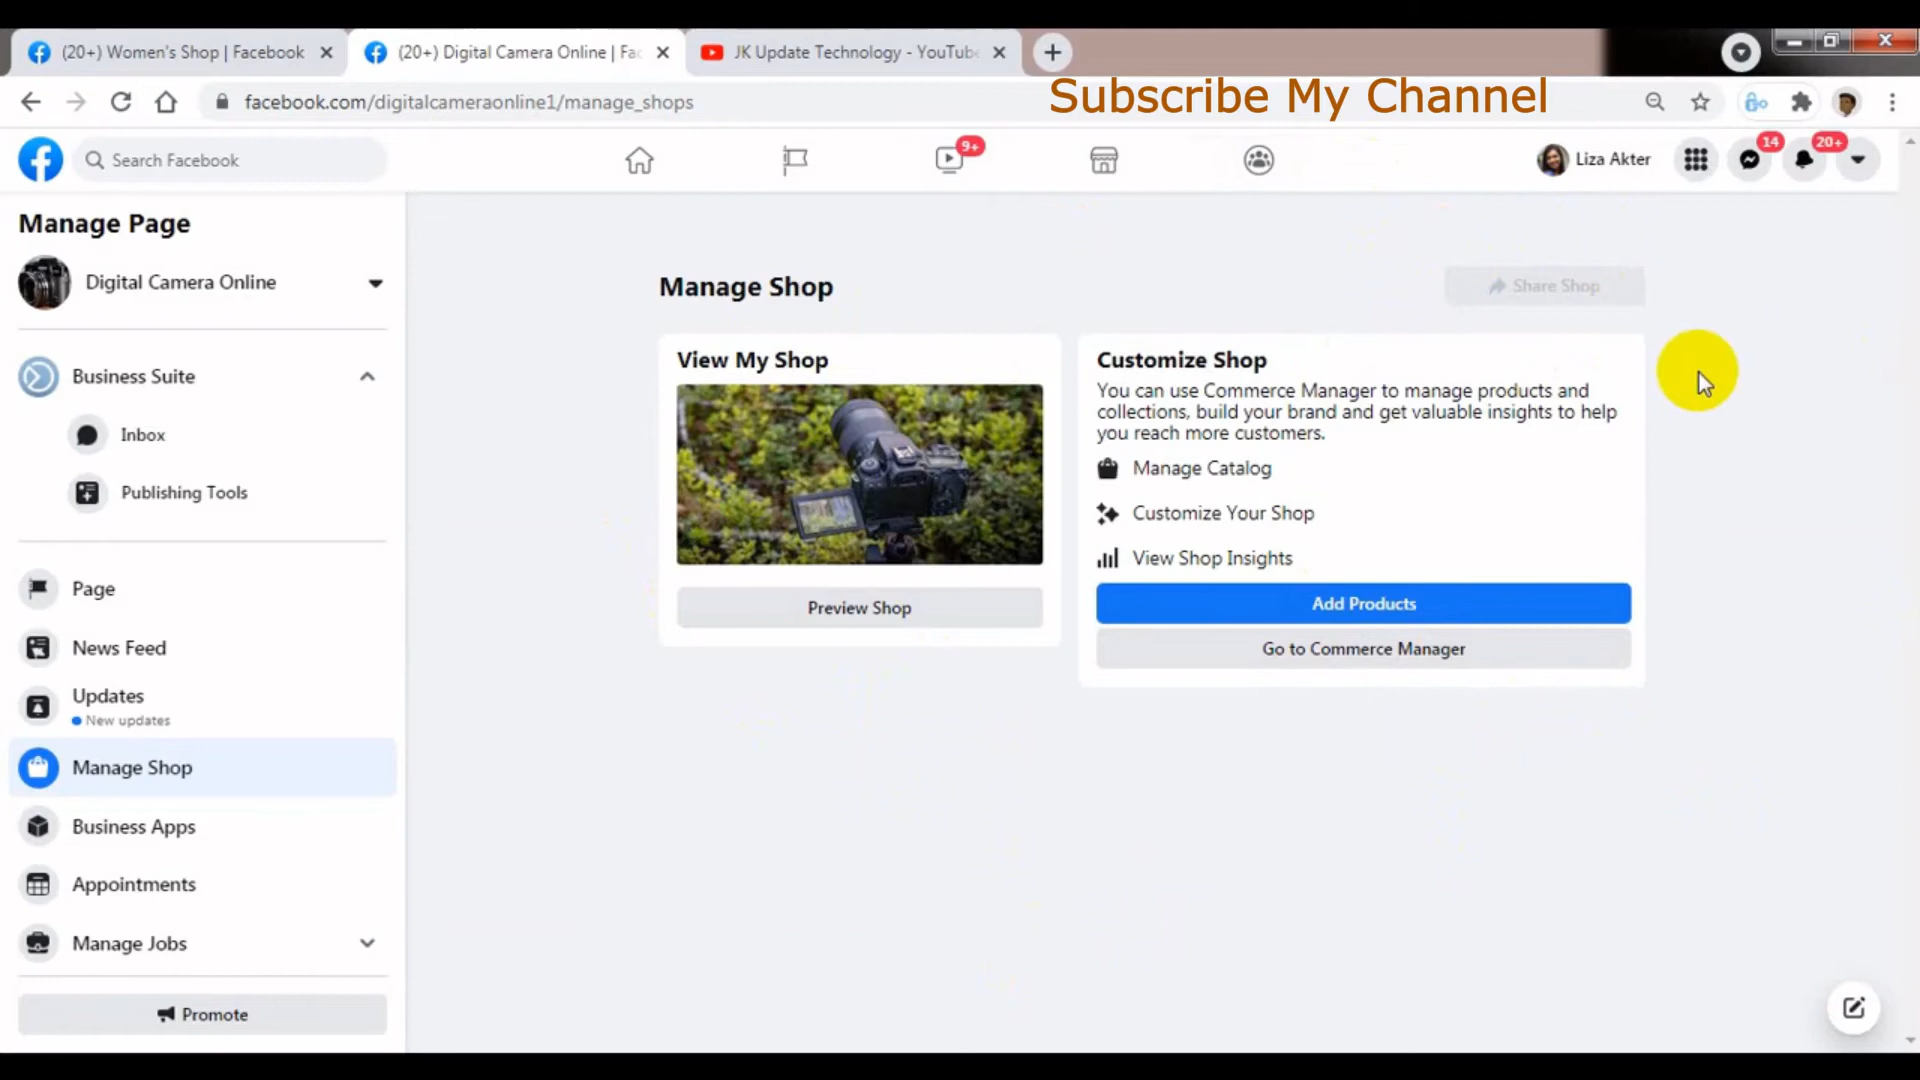 (20+) Women's Shop | Facebook
(20+) Digital Camera Online | Fac
JK Update Technology - YouTube
facebook.com/digitalcameraonline1/manage_shops
Subscribe My Channel
Search Facebook
9+
Liza Akter
14
20+
Manage Page
Digital Camera Online
Business Suite
Inbox
Publishing Tools
Page
News Feed
Updates
New updates
Manage Shop
Business Apps
Appointments
Manage Jobs
Promote
Manage Shop
Share Shop
View My Shop
Preview Shop
Customize Shop
You can use Commerce Manager to manage products and
collections, build your brand and get valuable insights to help
you reach more customers.
Manage Catalog
Customize Your Shop
View Shop Insights
Add Products
Go to Commerce Manager